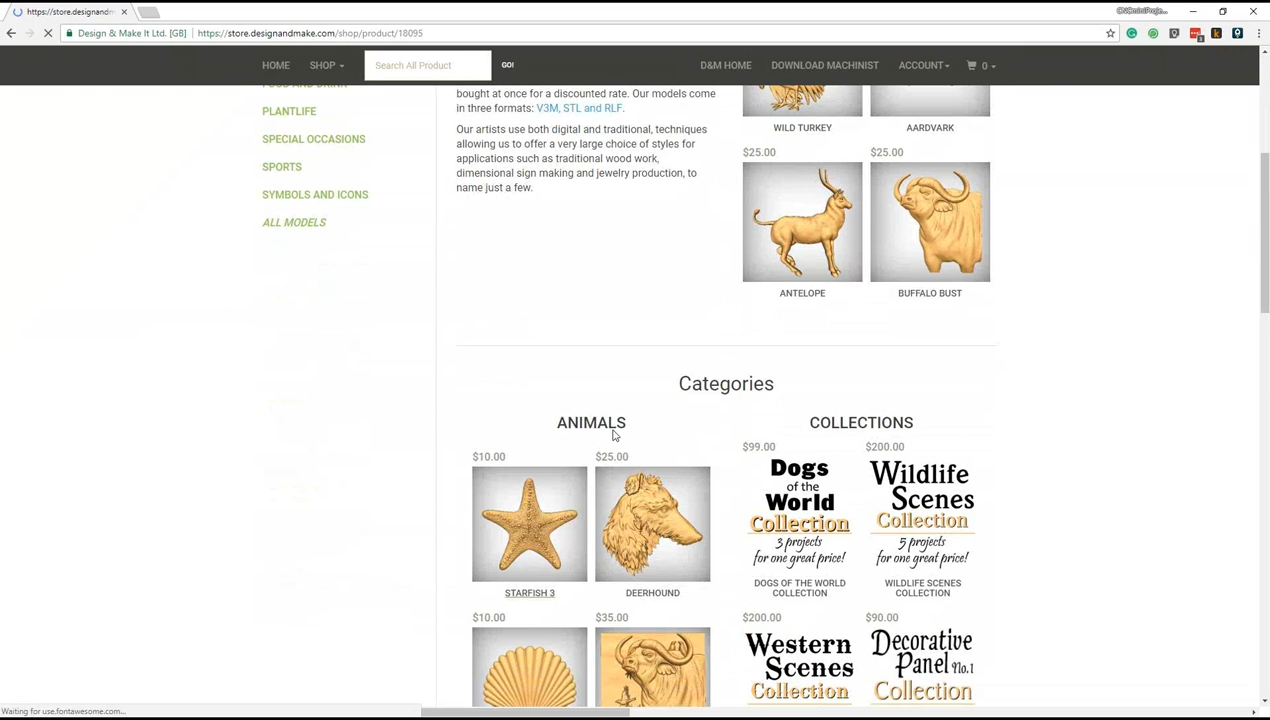 https://store.designandmake
CNCminiProje...
Design & Make It Ltd. [GB]
https://store.designandmake.com/shop/product/18095
HOME
SHOP
Search All Product
GO!
D&M HOME
DOWNLOAD MACHINIST
ACCOUNT
0
FOOD AND DRINK
PLANTLIFE
SPECIAL OCCASIONS
SPORTS
SYMBOLS AND ICONS
ALL MODELS
bought at once for a discounted rate. Our models come
in three formats: V3M, STL and RLF.
Our artists use both digital and traditional, techniques
allowing us to offer a very large choice of styles for
applications such as traditional wood work,
dimensional sign making and jewelry production, to
name just a few.
WILD TURKEY
AARDVARK
$25.00
$25.00
ANTELOPE
BUFFALO BUST
Categories
ANIMALS
COLLECTIONS
$10.00
$25.00
STARFISH 3
DEERHOUND
$10.00
$35.00
$99.00
$200.00
Dogs
of the
World
Collection
3 projects
for one great price!
Wildlife
Scenes
Collection
5 projects
for one great price!
DOGS OF THE WORLD
COLLECTION
WILDLIFE SCENES
COLLECTION
$200.00
$90.00
Western
Scenes
Collection
Decorative
Panel No.1
Collection
Waiting for use.fontawesome.com...